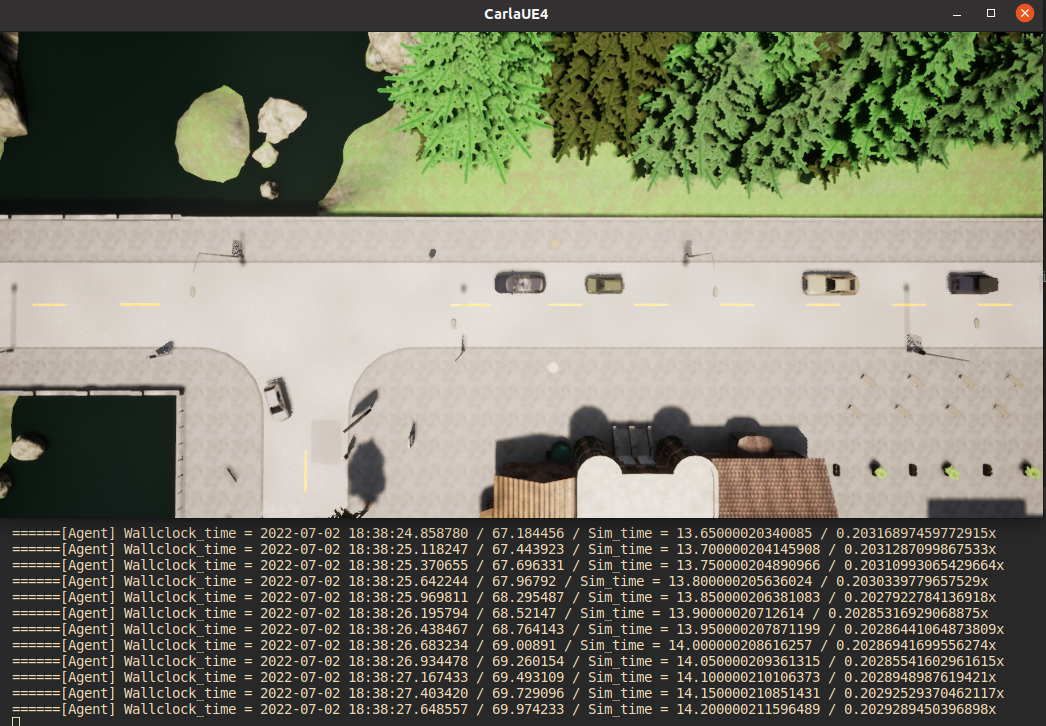 CarlaUE4
======[Agent] Wallclock_time = 2022-07-02 18:38:24.858780 / 67.184456 / Sim_time = 13.65000020340085 / 0.20316897459772915x
======[Agent] Wallclock_time = 2022-07-02 18:38:25.118247 / 67.443923 / Sim_time = 13.700000204145908 / 0.2031287099867533x
======[Agent] Wallclock_time = 2022-07-02 18:38:25.370655 / 67.696331 / Sim_time = 13.750000204890966 / 0.20310993065429664x
======[Agent] Wallclock_time = 2022-07-02 18:38:25.642244 / 67.96792 / Sim_time = 13.800000205636024 / 0.2030339779657529x
======[Agent] Wallclock_time = 2022-07-02 18:38:25.969811 / 68.295487 / Sim_time = 13.850000206381083 / 0.2027922784136918x
======[Agent] Wallclock_time = 2022-07-02 18:38:26.195794 / 68.52147 / Sim_time = 13.90000020712614 / 0.20285316929068875x
======[Agent] Wallclock_time = 2022-07-02 18:38:26.438467 / 68.764143 / Sim_time = 13.950000207871199 / 0.20286441064873809x
======[Agent] Wallclock_time = 2022-07-02 18:38:26.683234 / 69.00891 / Sim_time = 14.000000208616257 / 0.20286941699556274x
======[Agent] Wallclock_time = 2022-07-02 18:38:26.934478 / 69.260154 / Sim_time = 14.050000209361315 / 0.20285541602961615x
======[Agent] Wallclock_time = 2022-07-02 18:38:27.167433 / 69.493109 / Sim_time = 14.100000210106373 / 0.2028948987619421x
======[Agent] Wallclock_time = 2022-07-02 18:38:27.403420 / 69.729096 / Sim_time = 14.150000210851431 / 0.20292529370462117x
======[Agent] Wallclock_time = 2022-07-02 18:38:27.648557 / 69.974233 / Sim_time = 14.200000211596489 / 0.2029289450396898x